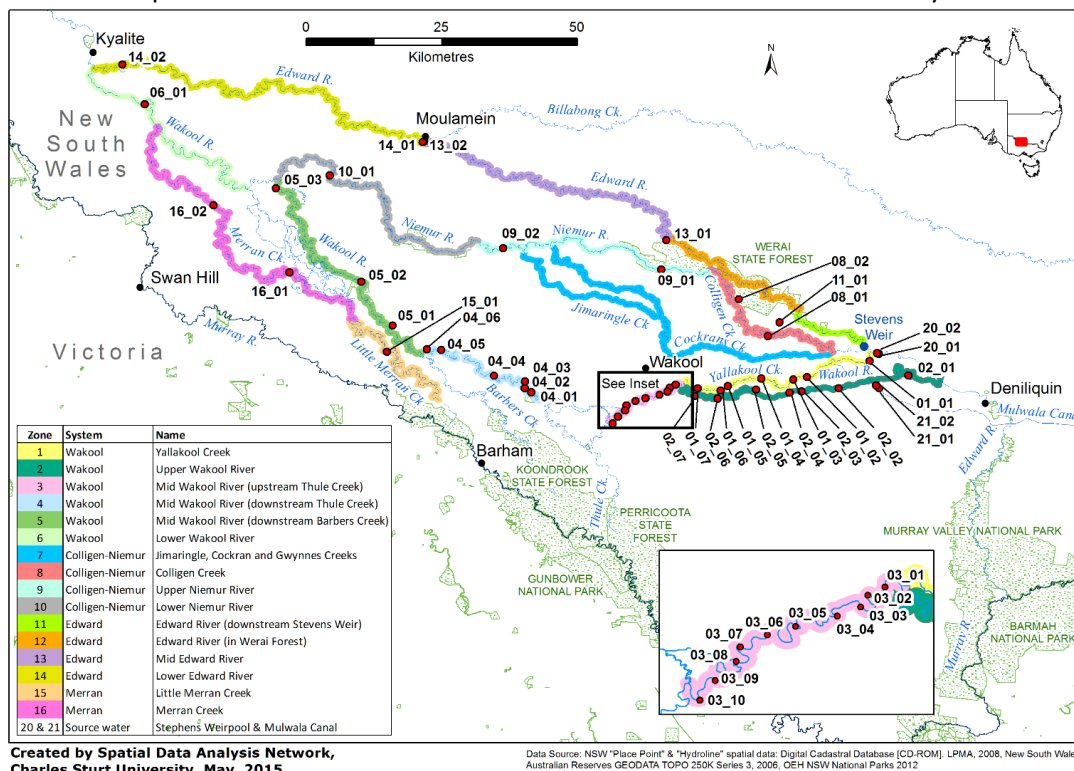 0
25
50
Kilometres
N
Kyalite
14_02
Edward R.
06_01
New
South
Wales
Wakool R.
Billabong Ck.
Moulamein
14_01
13_02
05_03
10_01
Edward R.
16_02
Niemur R.
09_02
Niemur R.
13_01
WERAI
STATE FOREST
Merran Ck.
Wakool R.
Swan Hill
16_01
05_02
09_01
08_02
11_01
08_01
Colligen Ck.
Jimaringle Ck
15_01
04_06
05_01
Stevens
Weir
20_02
20_01
Murray R.
Victoria
Cockrans Ck.
04_05
Wakool
04_04
04_03
04_02
04_01
See Inset
Yallakool Ck.
Wakool R.
02_01
01_01
21_02
21_01
Deniliquin
Mulwala Cana
Little Merran Ck
Barbers Ck.
02_07
01_07
02_06
01_06
01_05
02_05
01_04
02_04
01_03
02_03
01_02
02_02
Edward R.
Barham
KOONDROOK
STATE FOREST
Thule Ck.
PERRICOOTA
STATE
FOREST
GUNBOWER
NATIONAL PARK
MURRAY VALLEY NATIONAL PARK
BARMAH
NATIONAL PARK
Murray R.
03_01
03_02
03_03
03_05
03_04
03_06
03_07
03_08
03_09
03_10
Zone System Name
1 Wakool Yallakool Creek
2 Wakool Upper Wakool River
3 Wakool Mid Wakool River (upstream Thule Creek)
4 Wakool Mid Wakool River (downstream Thule Creek)
5 Wakool Mid Wakool River (downstream Barbers Creek)
6 Wakool Lower Wakool River
7 Colligen-Niemur Jimaringle, Cockran and Gwynnes Creeks
8 Colligen-Niemur Colligen Creek
9 Colligen-Niemur Upper Niemur River
10 Colligen-Niemur Lower Niemur River
11 Edward Edward River (downstream Stevens Weir)
12 Edward Edward River (in Werai Forest)
13 Edward Mid Edward River
14 Edward Lower Edward River
15 Merran Little Merran Creek
16 Merran Merran Creek
20 & 21 Source water Stephens Weirpool & Mulwala Canal
Created by Spatial Data Analysis Network,
Charles Sturt University, May, 2015
Data Source: NSW "Place Point" & "Hydroline" spatial data: Digital Cadastral Database [CD-ROM]. LPMA, 2008, New South Wale
Australian Reserves GEODATA TOPO 250K Series 3, 2006, OEH NSW National Parks 2012